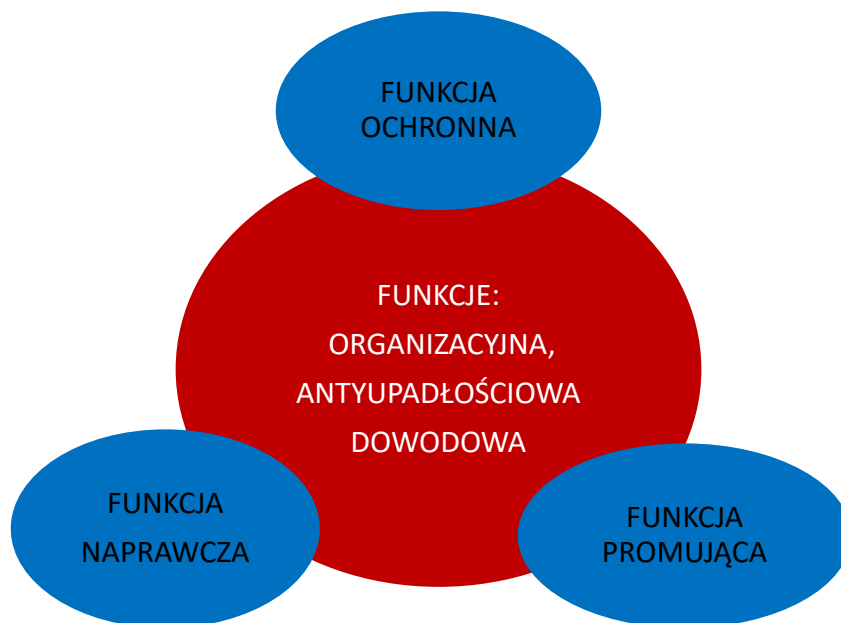 FUNKCJA
OCHRONNA
FUNKCJE:
ORGANIZACYJNA,
ANTYUPADŁOŚCIOWA
DOWODOWA
FUNKCJA
NAPRAWCZA
FUNKCJA
PROMUJĄCA